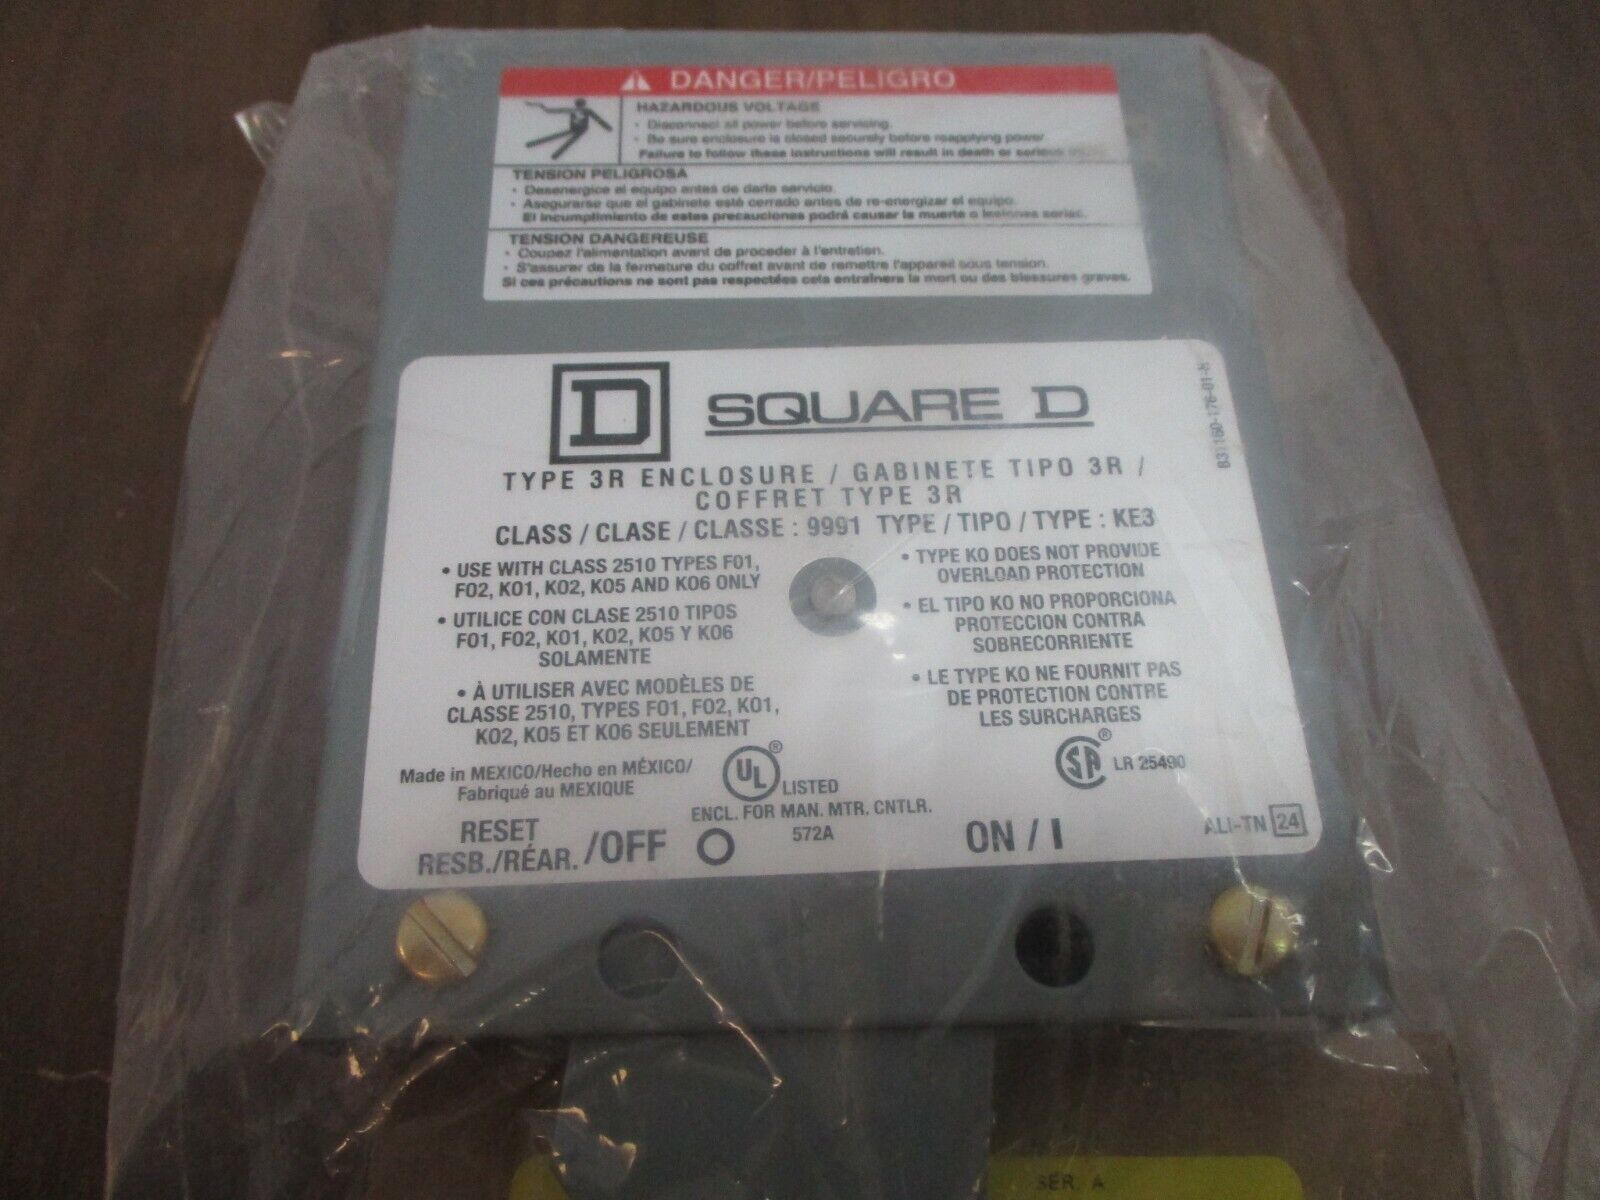 DANGER/PELIGRO
HAZARDOUS VOLTAGE
• Disconnect all power before servicing.
• Be sure enclosure is closed securely before reapplying power.
Failure to follow these instructions will result in death or serious
TENSION PELIGROSA
• Desenergice el equipo antes de darle servicio.
• Asegurarse que el gabinete esté cerrado antes de re-energizar el equipo.
El incumplimiento de estas precauciones podrá causar la muerte o lesiones serias.
TENSION DANGEREUSE
• Coupez l'alimentation avant de procéder à l'entretien.
• S'assurer de la fermeture du coffret avant de remettre l'appareil sous tension.
Si ces précautions ne sont pas respectées cela entraînera la mort ou des blessures graves.
D SQUARE D
TYPE 3R ENCLOSURE / GABINETE TIPO 3R /
COFFRET TYPE 3R
CLASS / CLASE / CLASSE : 9991 TYPE / TIPO / TYPE : KE3
• USE WITH CLASS 2510 TYPES F01,
F02, K01, K02, K05 AND K06 ONLY
• UTILICE CON CLASE 2510 TIPOS
F01, F02, K01, K02, K05 Y K06
SOLAMENTE
• À UTILISER AVEC MODÈLES DE
CLASSE 2510, TYPES F01, F02, K01,
K02, K05 ET K06 SEULEMENT
• TYPE KO DOES NOT PROVIDE
OVERLOAD PROTECTION
• EL TIPO KO NO PROPORCIONA
PROTECCION CONTRA
SOBRECORRIENTE
• LE TYPE KO NE FOURNIT PAS
DE PROTECTION CONTRE
LES SURCHARGES
Made in MEXICO/Hecho en MÉXICO/
Fabriqué au MEXIQUE
UL ® LISTED
ENCL. FOR MAN. MTR. CNTLR.
572A
SA ® LR 25490
RESET
RESB./RÉAR. /OFF O
ON / I
ALI-TN 24
SER. A